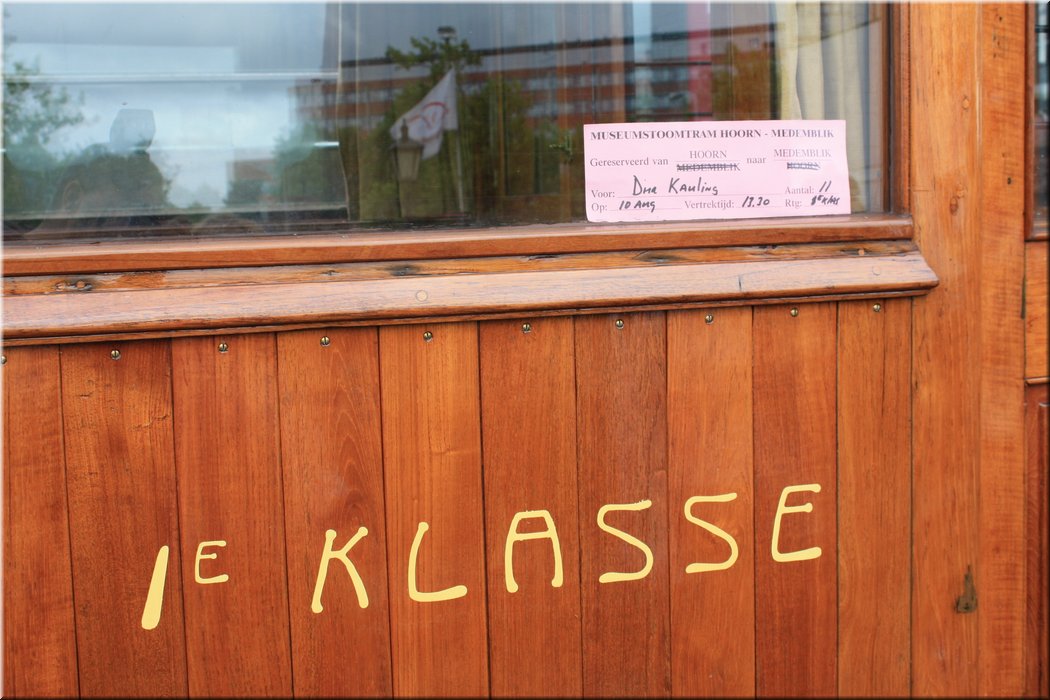 MUSEUMSTOOMTRAM HOORN - MEDEMBLIK
Gereserveerd van HOORN MEDEMBLIK naar MEDEMBLIK HOORN
Voor: Kauling Aantal: 11
Op: 10 Aug Vertrektijd: 13.30 Rtg:
1E KLASSE